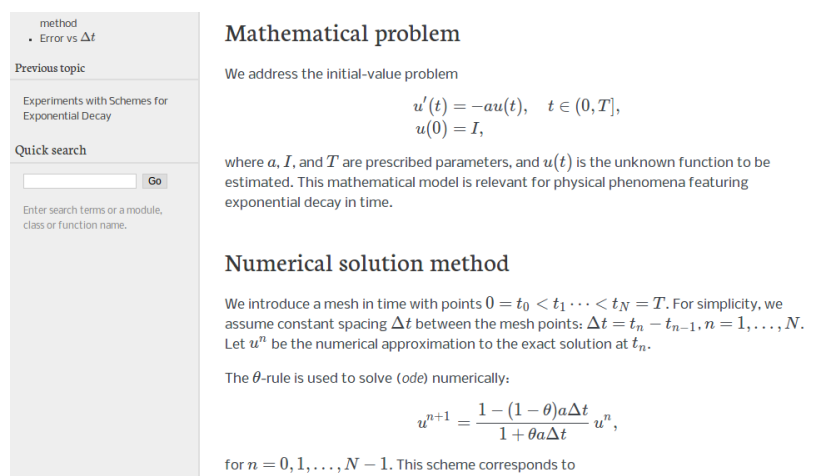 method
• Error vs Δt
Previous topic
Experiments with Schemes for
Exponential Decay
Quick search
Go
Enter search terms or a module,
class or function name.
Mathematical problem
We address the initial-value problem
u′(t) = −au(t), t ∈ (0, T],
u(0) = I,
where a, I, and T are prescribed parameters, and u(t) is the unknown function to be
estimated. This mathematical model is relevant for physical phenomena featuring
exponential decay in time.
Numerical solution method
We introduce a mesh in time with points 0 = t₀ < t₁ ⋯ < t_N = T. For simplicity, we
assume constant spacing Δt between the mesh points: Δt = tₙ − tₙ₋₁, n = 1, …, N.
Let uⁿ be the numerical approximation to the exact solution at tₙ.
The θ-rule is used to solve (ode) numerically:
uⁿ⁺¹ = (1 − (1 − θ)aΔt)/(1 + θaΔt) uⁿ,
for n = 0, 1, …, N − 1. This scheme corresponds to